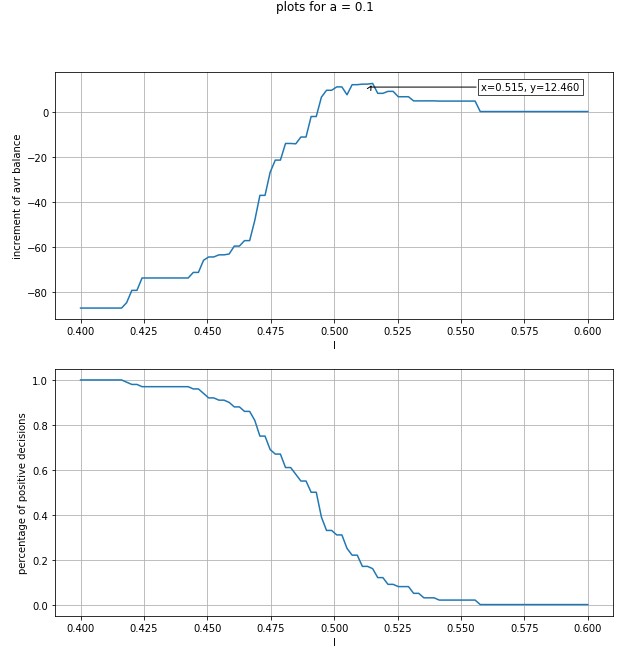 plots for a = 0.1
x=0.515, y=12.460
increment of avr balance
0
−20
−40
−60
−80
0.400 0.425 0.450 0.475 0.500 0.525 0.550 0.575 0.600
l
percentage of positive decisions
1.0
0.8
0.6
0.4
0.2
0.0
0.400 0.425 0.450 0.475 0.500 0.525 0.550 0.575 0.600
l